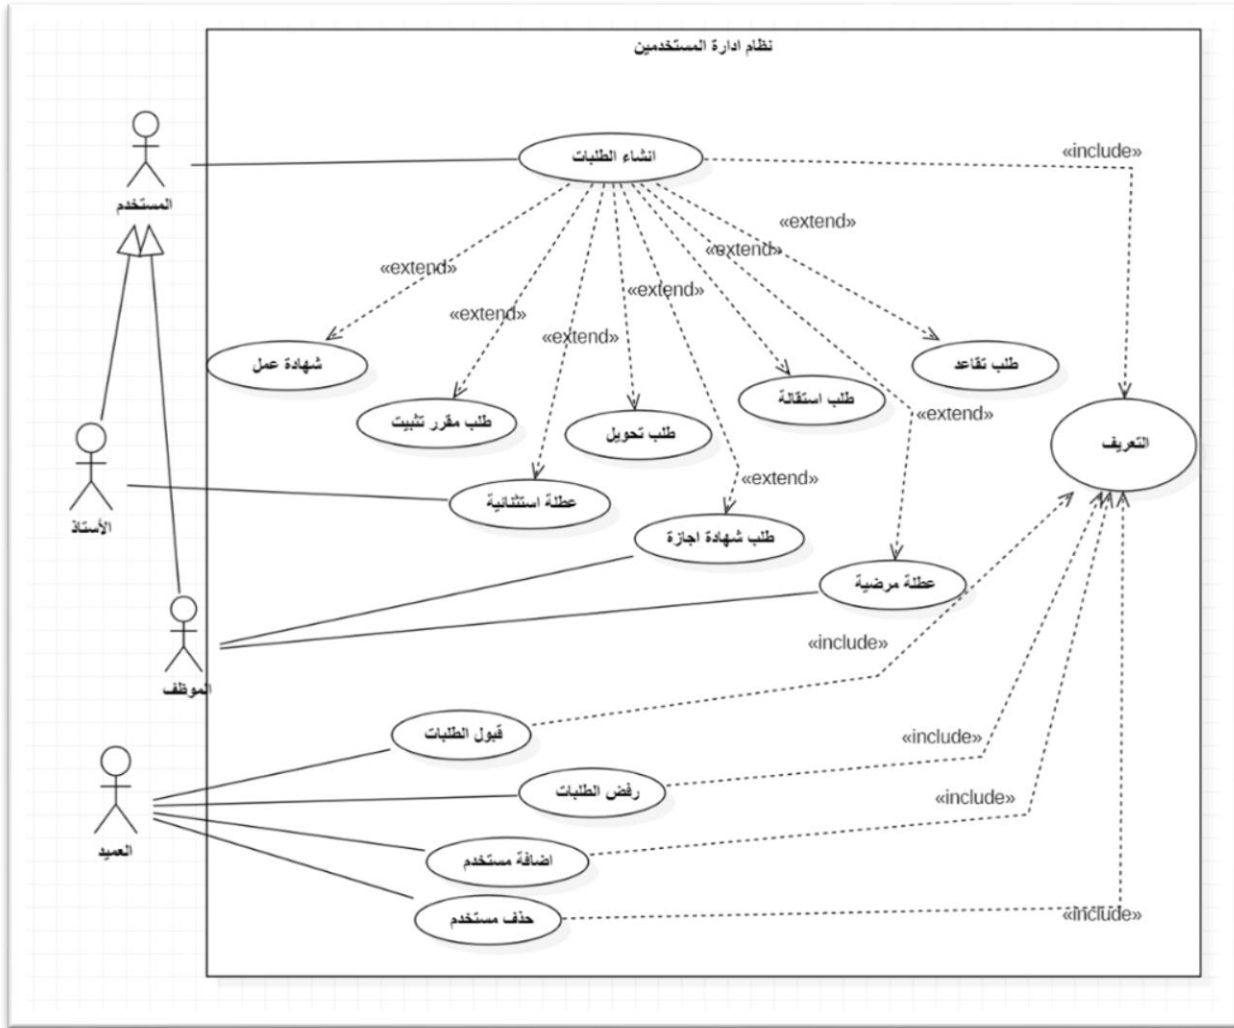 نظام ادارة المستخدمين
انشاء الطلبات
«include»
المستخدم
«extend»
«extend»
«extend»
«extend»
«extend»
«extend»
شهادة عمل
طلب تقاعد
طلب استقالة
«extend»
طلب مقرر تثبيت
طلب تحويل
التعريف
«extend»
عطلة استثنائية
الأستاذ
طلب شهادة اجازة
عطلة مرضية
«include»
الموظف
قبول الطلبات
«include»
رفض الطلبات
«include»
العميد
اضافة مستخدم
حذف مستخدم
«include»